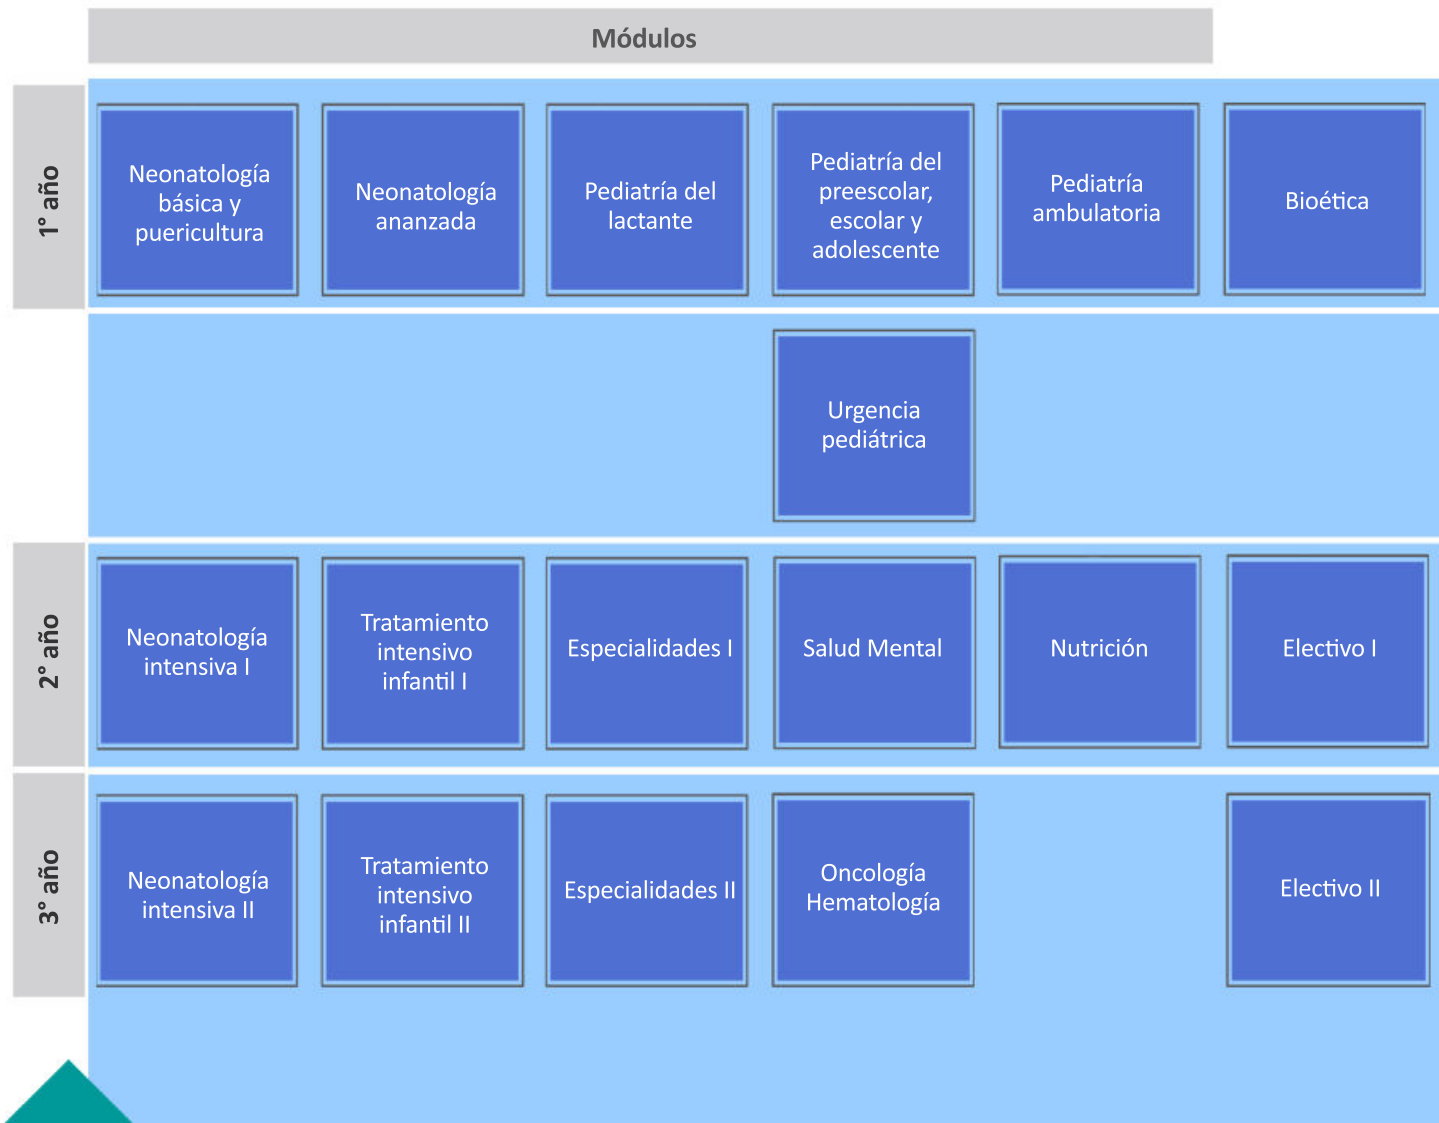 Módulos
1° año
Neonatología
básica y
puericultura
Neonatología
ananzada
Pediatría del
lactante
Pediatría del
preescolar,
escolar y
adolescente
Pediatría
ambulatoria
Bioética
Urgencia
pediátrica
2° año
Neonatología
intensiva I
Tratamiento
intensivo
infantil I
Especialidades I
Salud Mental
Nutrición
Electivo I
3° año
Neonatología
intensiva II
Tratamiento
intensivo
infantil II
Especialidades II
Oncología
Hematología
Electivo II